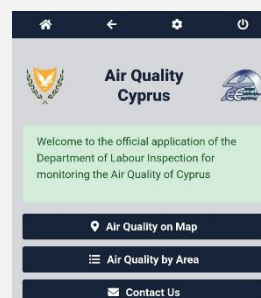 Air Quality
Cyprus
Welcome to the official application of the
Department of Labour Inspection for
monitoring the Air Quality of Cyprus
Air Quality on Map
Air Quality by Area
Contact Us